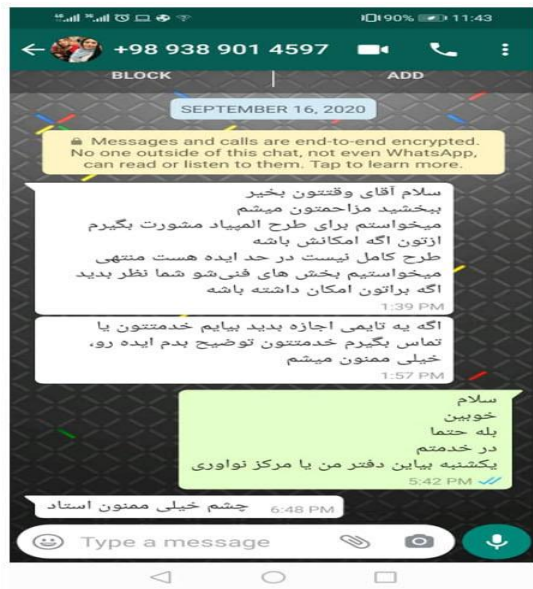 90% 11:43
+98 938 901 4597
BLOCK
ADD
SEPTEMBER 16, 2020
Messages and calls are end-to-end encrypted.
No one outside of this chat, not even WhatsApp,
can read or listen to them. Tap to learn more.
سلام آقای وقتتون بخیر
ببخشید مزاحمتون میشم
میخواستم برای طرح المپیاد مشورت بگیرم
ازتون اگه امکانش باشه
طرح کامل نیست در حد ایده هست منتهی
میخواستیم بخش های فنی‌شو شما نظر بدید
اگه براتون امکان داشته باشه
1:39 PM
اگه یه تایمی اجازه بدید بیایم خدمتتون یا
تماس بگیرم خدمتتون توضیح بدم ایده رو،
خیلی ممنون میشم
1:57 PM
سلام
خوبین
بله حتما
در خدمتم
یکشنبه بیاین دفتر من یا مرکز نواوری
5:42 PM
چشم خیلی ممنون استاد
6:48 PM
Type a message